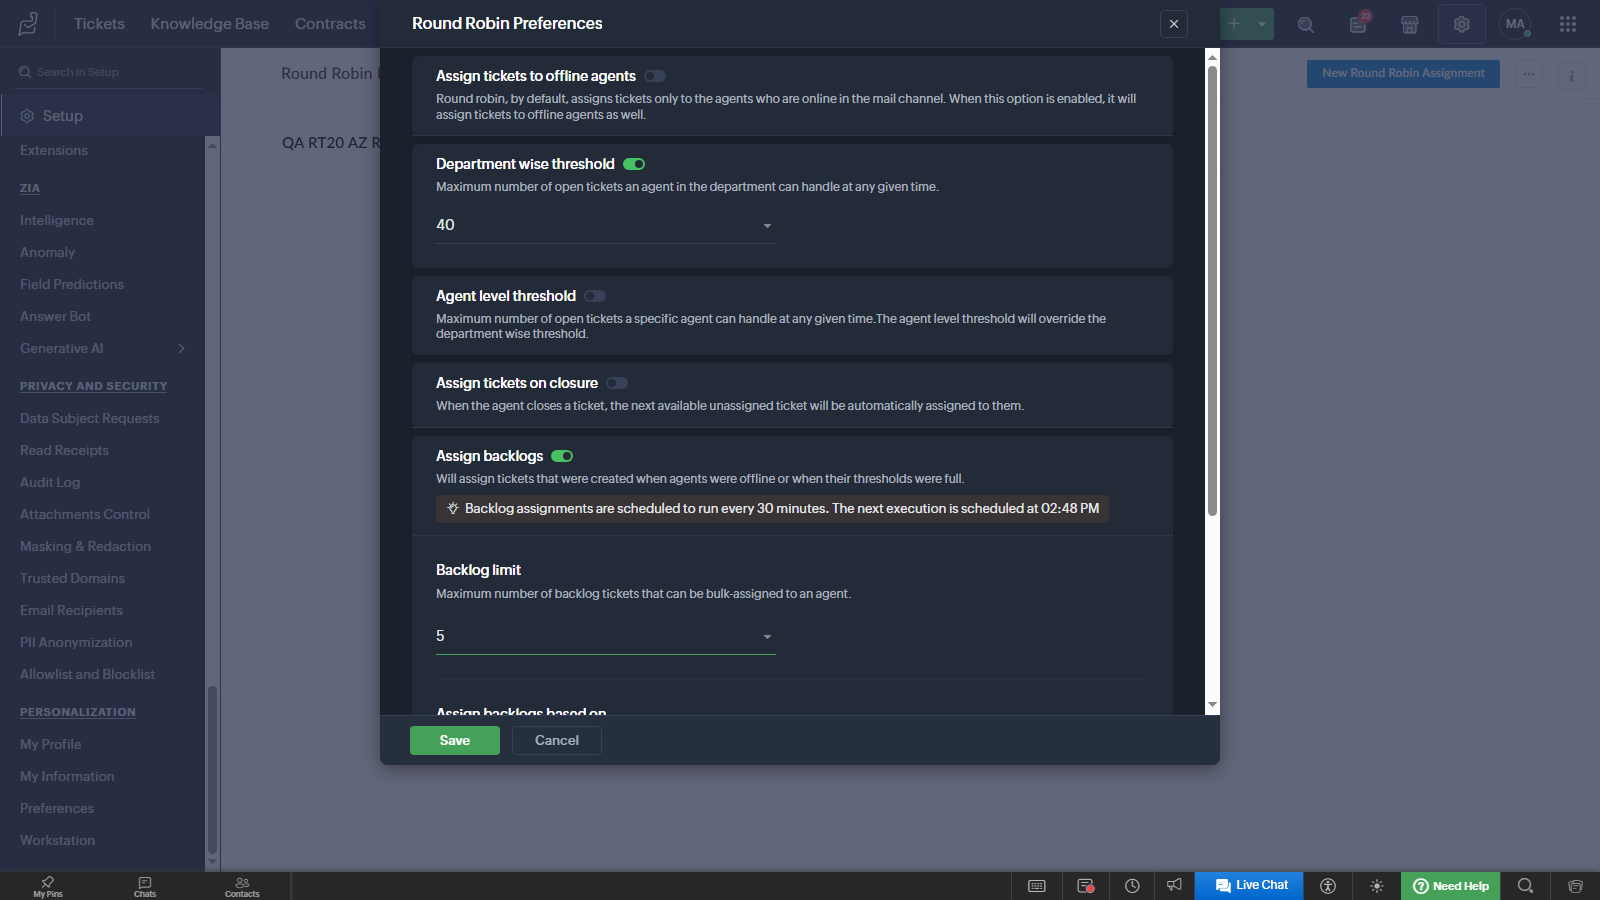 Tickets
Knowledge Base
Contracts
Round Robin Preferences
22
MA
Search in Setup
Round Robin
New Round Robin Assignment
Setup
QA RT20 AZ R
Extensions
ZIA
Intelligence
Anomaly
Field Predictions
Answer Bot
Generative AI
PRIVACY AND SECURITY
Data Subject Requests
Read Receipts
Audit Log
Attachments Control
Masking & Redaction
Trusted Domains
Email Recipients
PII Anonymization
Allowlist and Blocklist
PERSONALIZATION
My Profile
My Information
Preferences
Workstation
Assign tickets to offline agents
Round robin, by default, assigns tickets only to the agents who are online in the mail channel. When this option is enabled, it will
assign tickets to offline agents as well.
Department wise threshold
Maximum number of open tickets an agent in the department can handle at any given time.
40
Agent level threshold
Maximum number of open tickets a specific agent can handle at any given time.The agent level threshold will override the
department wise threshold.
Assign tickets on closure
When the agent closes a ticket, the next available unassigned ticket will be automatically assigned to them.
Assign backlogs
Will assign tickets that were created when agents were offline or when their thresholds were full.
Backlog assignments are scheduled to run every 30 minutes. The next execution is scheduled at 02:48 PM
Backlog limit
Maximum number of backlog tickets that can be bulk-assigned to an agent.
5
Assign backlogs based on
Save
Cancel
My Pins
Chats
Contacts
Live Chat
Need Help